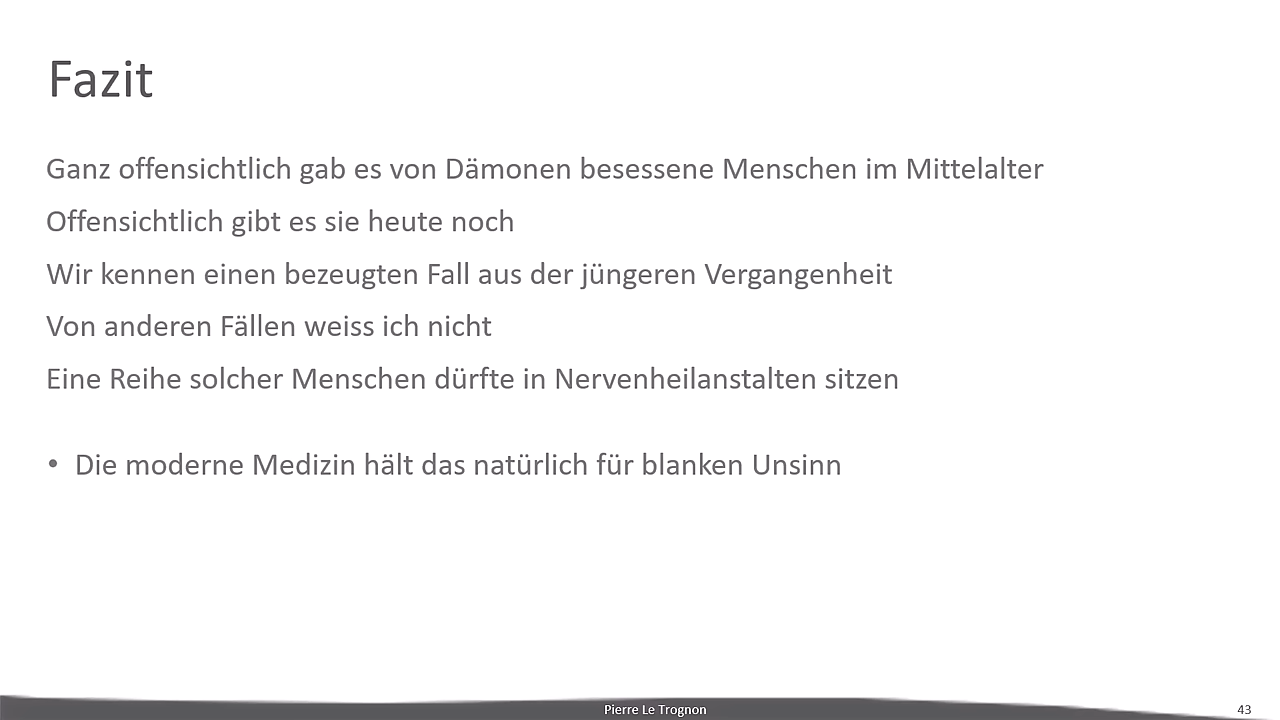 Fazit
Ganz offensichtlich gab es von Dämonen besessene Menschen im Mittelalter
Offensichtlich gibt es sie heute noch
Wir kennen einen bezeugten Fall aus der jüngeren Vergangenheit
Von anderen Fällen weiss ich nicht
Eine Reihe solcher Menschen dürfte in Nervenheilanstalten sitzen
• Die moderne Medizin hält das natürlich für blanken Unsinn
Pierre Le Trognon
43